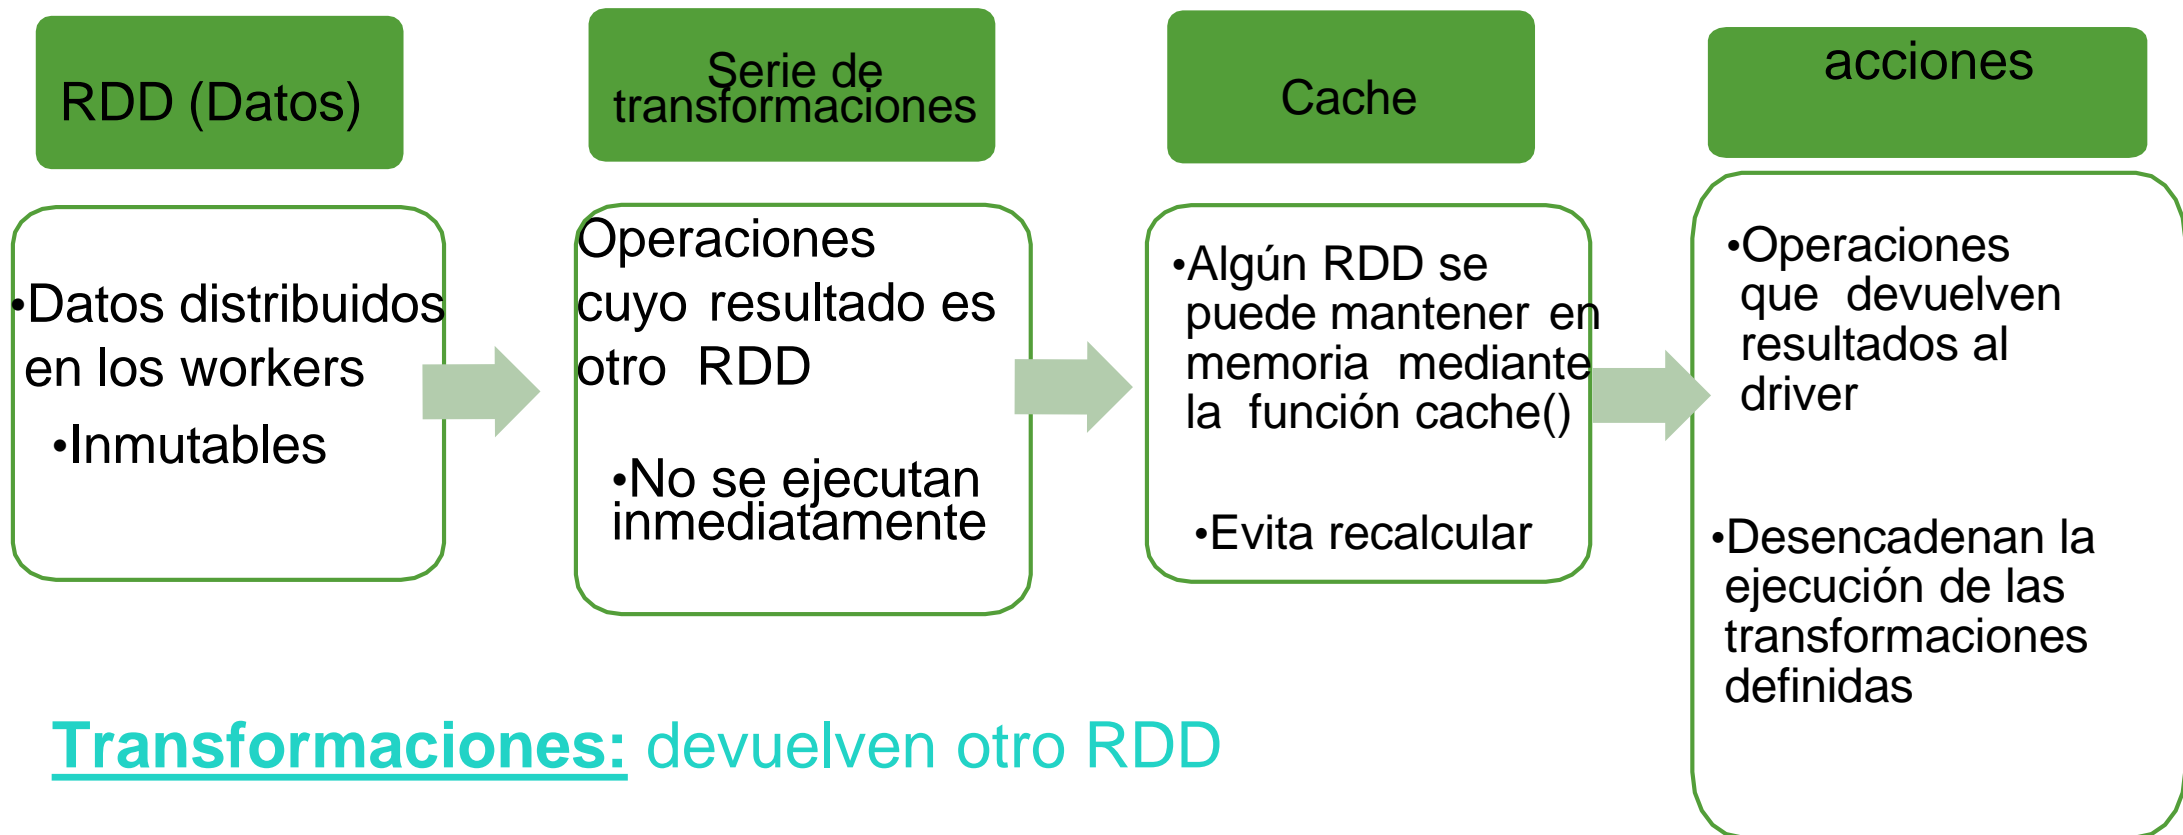 RDD (Datos)
•Datos distribuidos
en los workers
•Inmutables
Serie de
transformaciones
Operaciones
cuyo resultado es
otro RDD
•No se ejecutan
inmediatamente
Cache
•Algún RDD se
puede mantener en
memoria mediante
la función cache()
•Evita recalcular
acciones
•Operaciones
que devuelven
resultados al
driver
•Desencadenan la
ejecución de las
transformaciones
definidas
Transformaciones: devuelven otro RDD